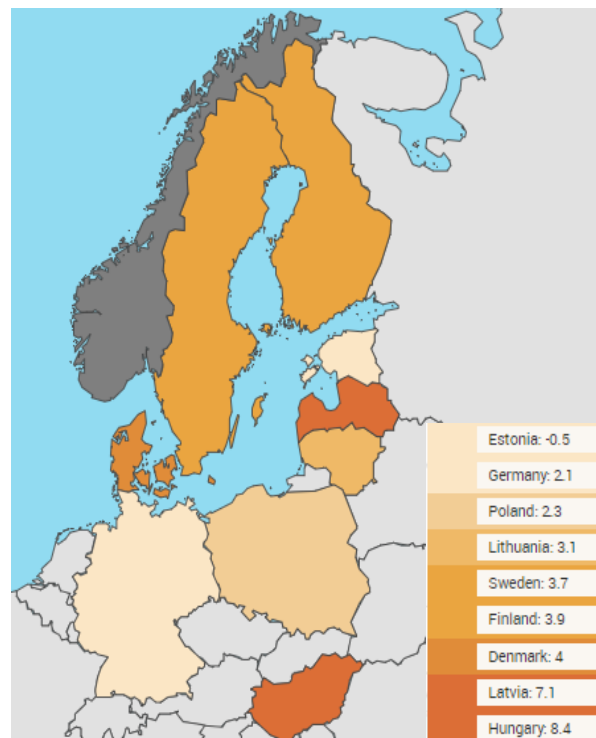 Estonia: -0.5
Germany: 2.1
Poland: 2.3
Lithuania: 3.1
Sweden: 3.7
Finland: 3.9
Denmark: 4
Latvia: 7.1
Hungary: 8.4